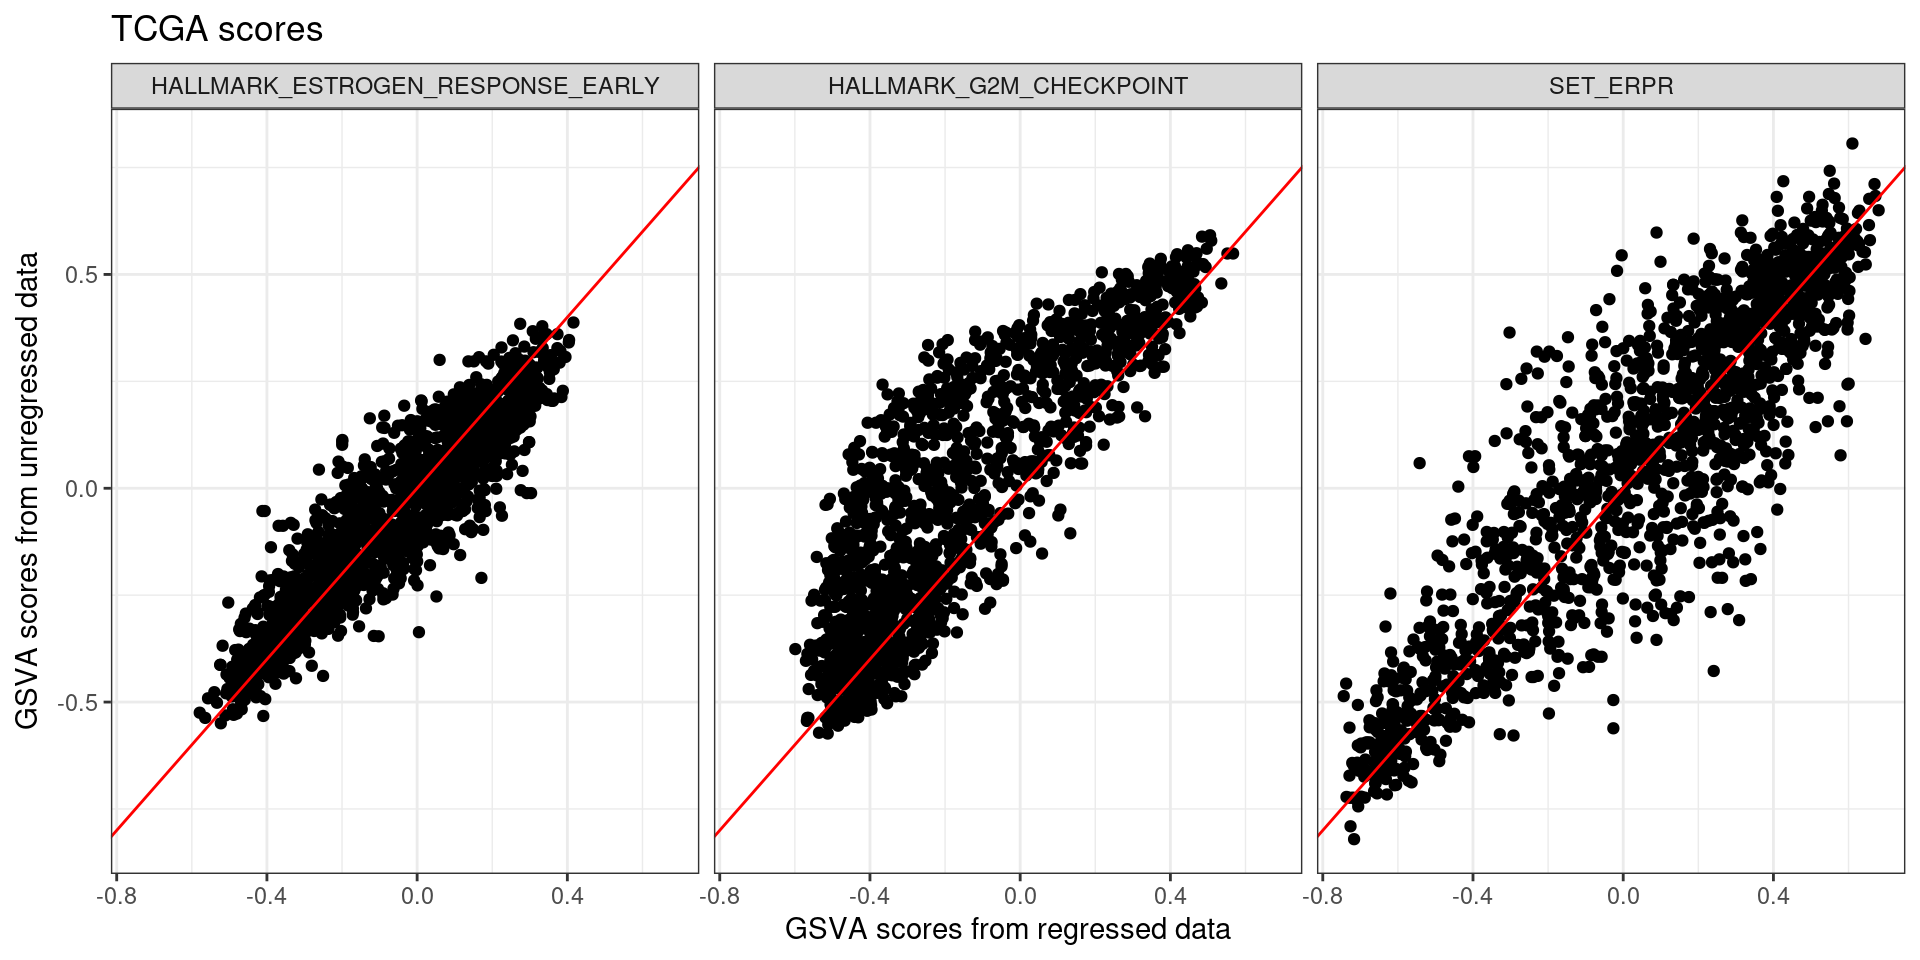 TCGA scores
HALLMARK_ESTROGEN_RESPONSE_EARLY
HALLMARK_G2M_CHECKPOINT
SET_ERPR
GSVA scores from unregressed data
0.5
0.0
-0.5
-0.8 -0.4 0.0 0.4
-0.8 -0.4 0.0 0.4
-0.8 -0.4 0.0 0.4
GSVA scores from regressed data